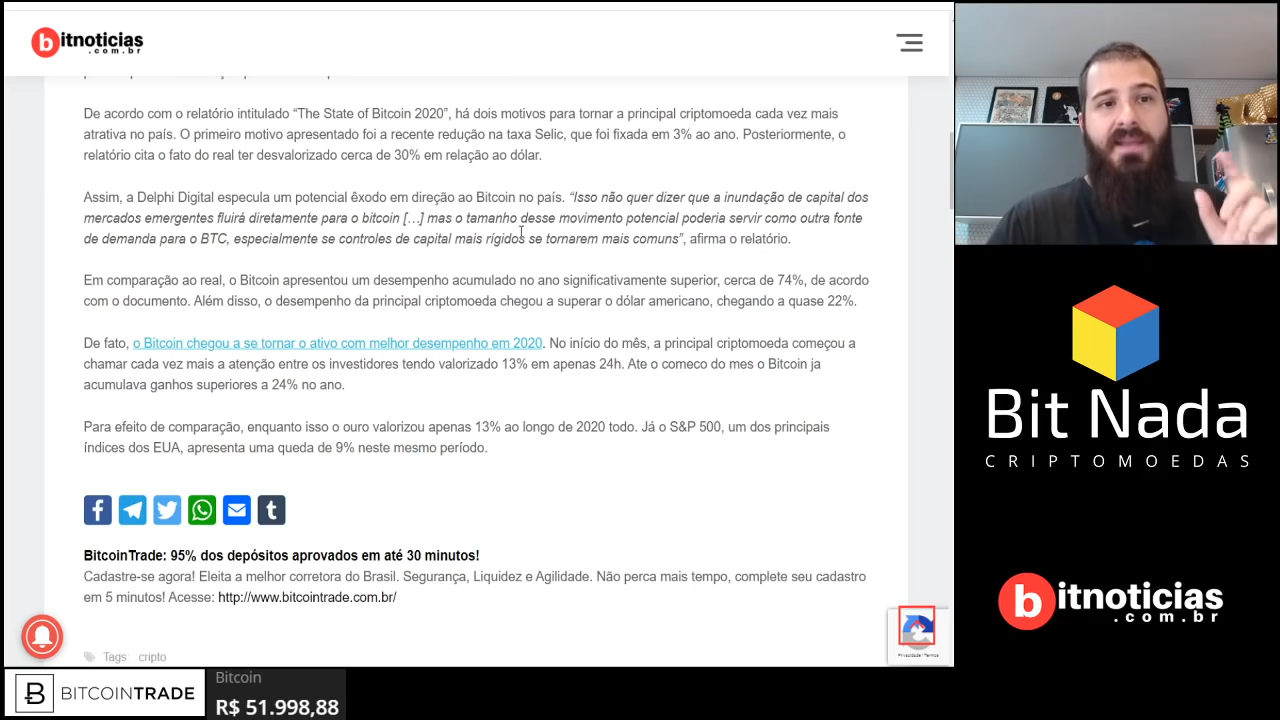 bitnoticias
.com.br
De acordo com o relatório intitulado “The State of Bitcoin 2020”, há dois motivos para tornar a principal criptomoeda cada vez mais
atrativa no país. O primeiro motivo apresentado foi a recente redução na taxa Selic, que foi fixada em 3% ao ano. Posteriormente, o
relatório cita o fato do real ter desvalorizado cerca de 30% em relação ao dólar.
Assim, a Delphi Digital especula um potencial êxodo em direção ao Bitcoin no país. “Isso não quer dizer que a inundação de capital dos
mercados emergentes fluirá diretamente para o bitcoin […] mas o tamanho desse movimento potencial poderia servir como outra fonte
de demanda para o BTC, especialmente se controles de capital mais rígidos se tornarem mais comuns”, afirma o relatório.
Em comparação ao real, o Bitcoin apresentou um desempenho acumulado no ano significativamente superior, cerca de 74%, de acordo
com o documento. Além disso, o desempenho da principal criptomoeda chegou a superar o dólar americano, chegando a quase 22%.
De fato, o Bitcoin chegou a se tornar o ativo com melhor desempenho em 2020. No início do mês, a principal criptomoeda começou a
chamar cada vez mais a atenção entre os investidores tendo valorizado 13% em apenas 24h. Ate o comeco do mes o Bitcoin ja
acumulava ganhos superiores a 24% no ano.
Para efeito de comparação, enquanto isso o ouro valorizou apenas 13% ao longo de 2020 todo. Já o S&P 500, um dos principais
índices dos EUA, apresenta uma queda de 9% neste mesmo período.
BitcoinTrade: 95% dos depósitos aprovados em até 30 minutos!
Cadastre-se agora! Eleita a melhor corretora do Brasil. Segurança, Liquidez e Agilidade. Não perca mais tempo, complete seu cadastro
em 5 minutos! Acesse: http://www.bitcointrade.com.br/
Tags: cripto
Privacidade - Termos
BITCOINTRADE
Bitcoin
R$ 51.998,88
Bit Nada
CRIPTOMOEDAS
bitnoticias
.com.br